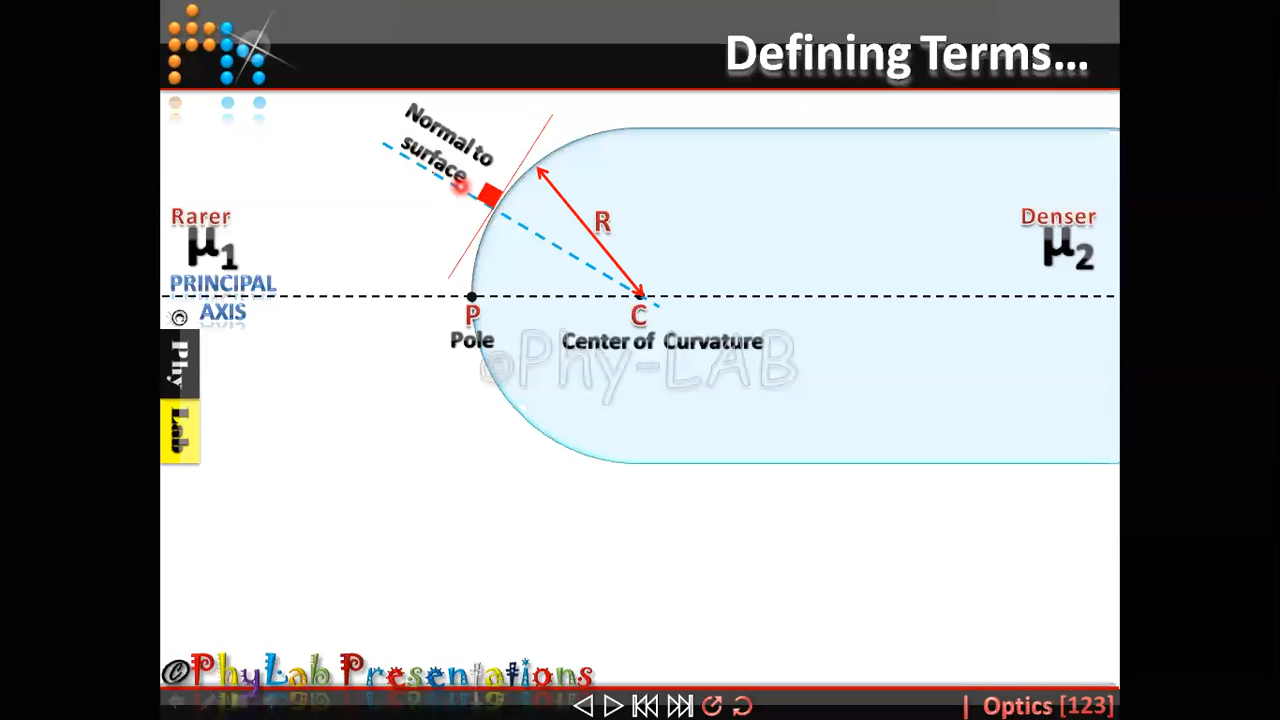 Defining Terms...
Normal to
surface
R
Rarer
μ1
Denser
μ2
PRINCIPAL
AXIS
P
Pole
C
Center of Curvature
©Phy-LAB
©
Phy
Lab
©PhyLab Presentations
| Optics [123]